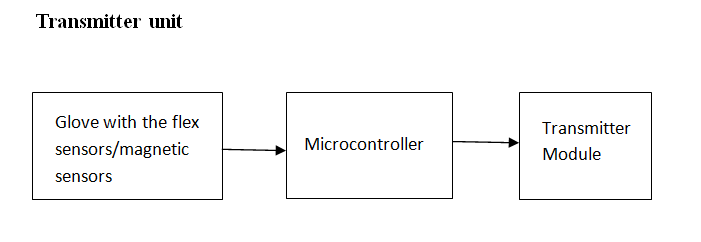 Transmitter unit
Glove with the flex
sensors/magnetic
sensors
Microcontroller
Transmitter
Module